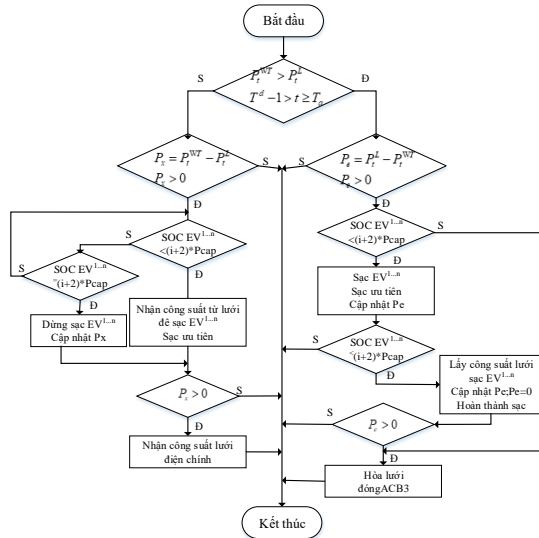 Bắt đầu
P_t^{WT} > P_t^L
S
Đ
T^d −1 > t ≥ T_a
P_x = P_t^{WT} − P_t^L
P_x > 0
S
S
P_e = P_t^L − P_t^{WT}
P_e > 0
Đ
Đ
S
SOC EV^{1...n}
<(i+2)*Pcap
SOC EV^{1...n}
<(i+2)*Pcap
S
SOC EV^{1...n}
=(i+2)*Pcap
Đ
Đ
Đ
Sạc EV^{1...n}
Sạc ưu tiên
Cập nhật Pe
Dừng sạc EV^{1...n}
Cập nhật Px
Nhận công suất từ lưới
để sạc EV^{1...n}
Sạc ưu tiên
S
SOC EV^{1...n}
<(i+2)*Pcap
Đ
Lấy công suất lưới
sạc EV^{1...n}
Cập nhật Pe;Pe=0
Hoàn thành sạc
P_x > 0
S
S
P_e > 0
Đ
Đ
Nhận công suất lưới
điện chính
Hòa lưới
đóngACB3
Kết thúc